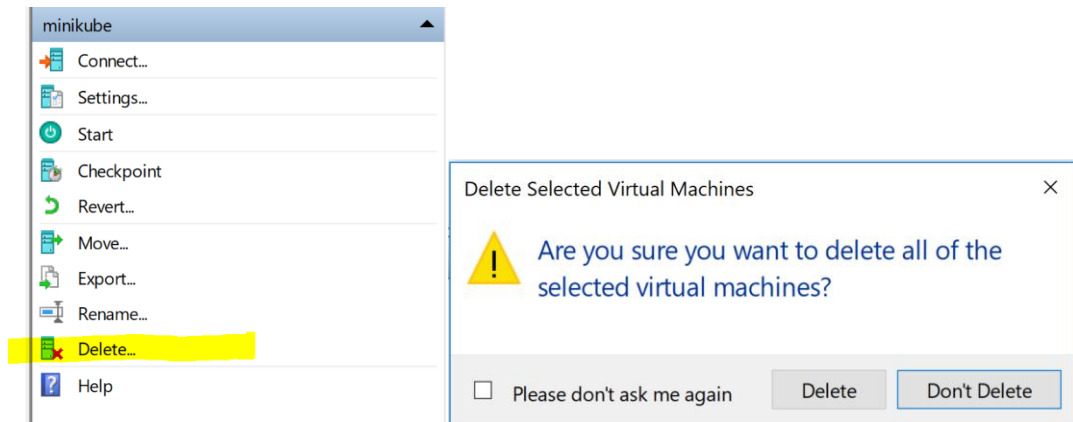 minikube
Connect...
Settings...
Start
Checkpoint
Revert...
Move...
Export...
Rename...
Delete...
Help
Delete Selected Virtual Machines
Are you sure you want to delete all of the
selected virtual machines?
Please don't ask me again
Delete
Don't Delete